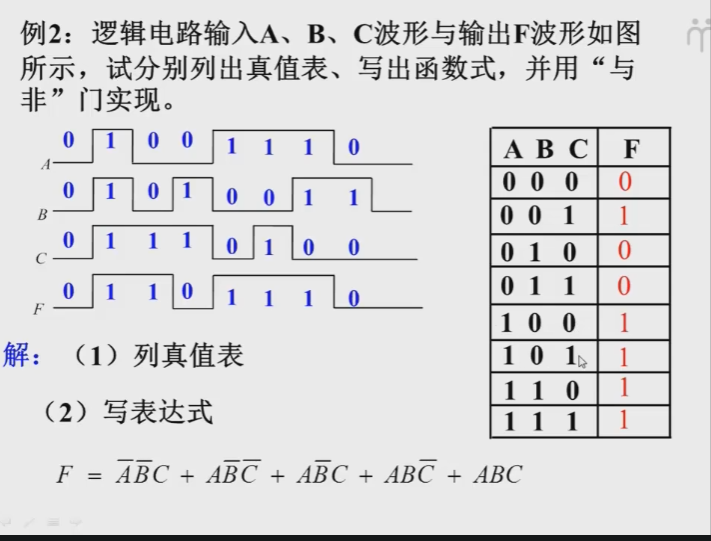 例2：逻辑电路输入A、B、C波形与输出F波形如图
所示，试分别列出真值表、写出函数式，并用“与
非”门实现。
A 0 1 0 0 1 1 1 0
B 0 1 0 1 0 0 1 1
C 0 1 1 1 0 1 0 0
F 0 1 1 0 1 1 1 0
A B C F
0 0 0 0
0 0 1 1
0 1 0 0
0 1 1 0
1 0 0 1
1 0 1 1
1 1 0 1
1 1 1 1
解：（1）列真值表
（2）写表达式
F = A̅B̅C + AB̅C̅ + AB̅C + ABC̅ + ABC